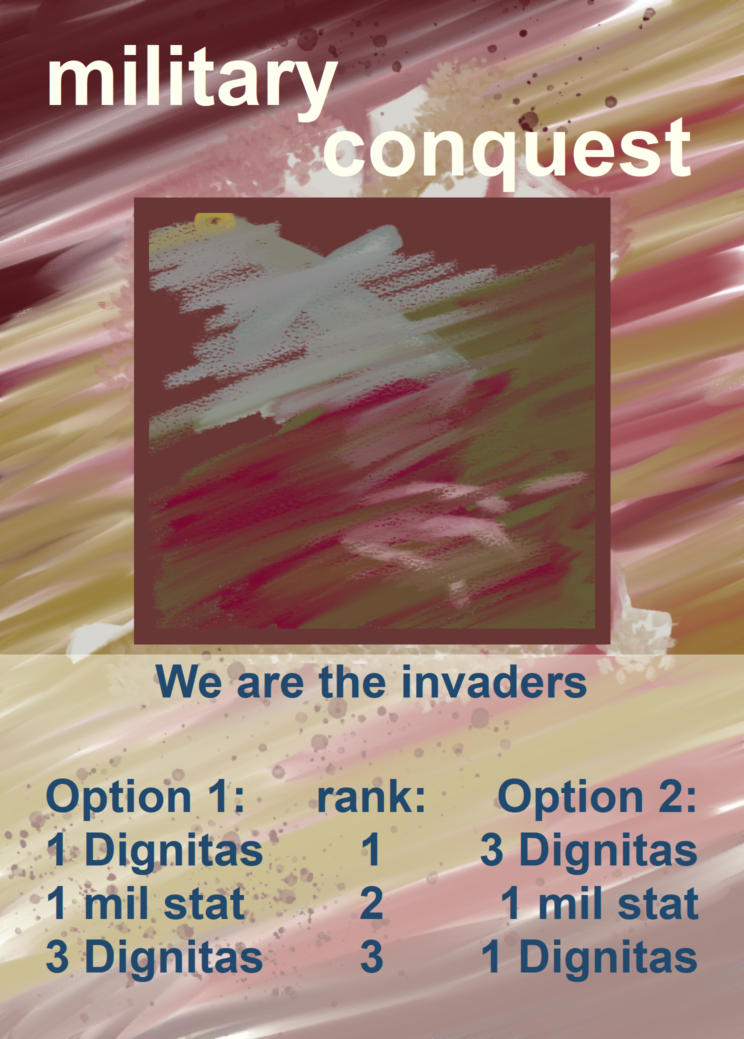 military
conquest
We are the invaders
Option 1: rank: Option 2:
1 Dignitas 1 3 Dignitas
1 mil stat 2 1 mil stat
3 Dignitas 3 1 Dignitas